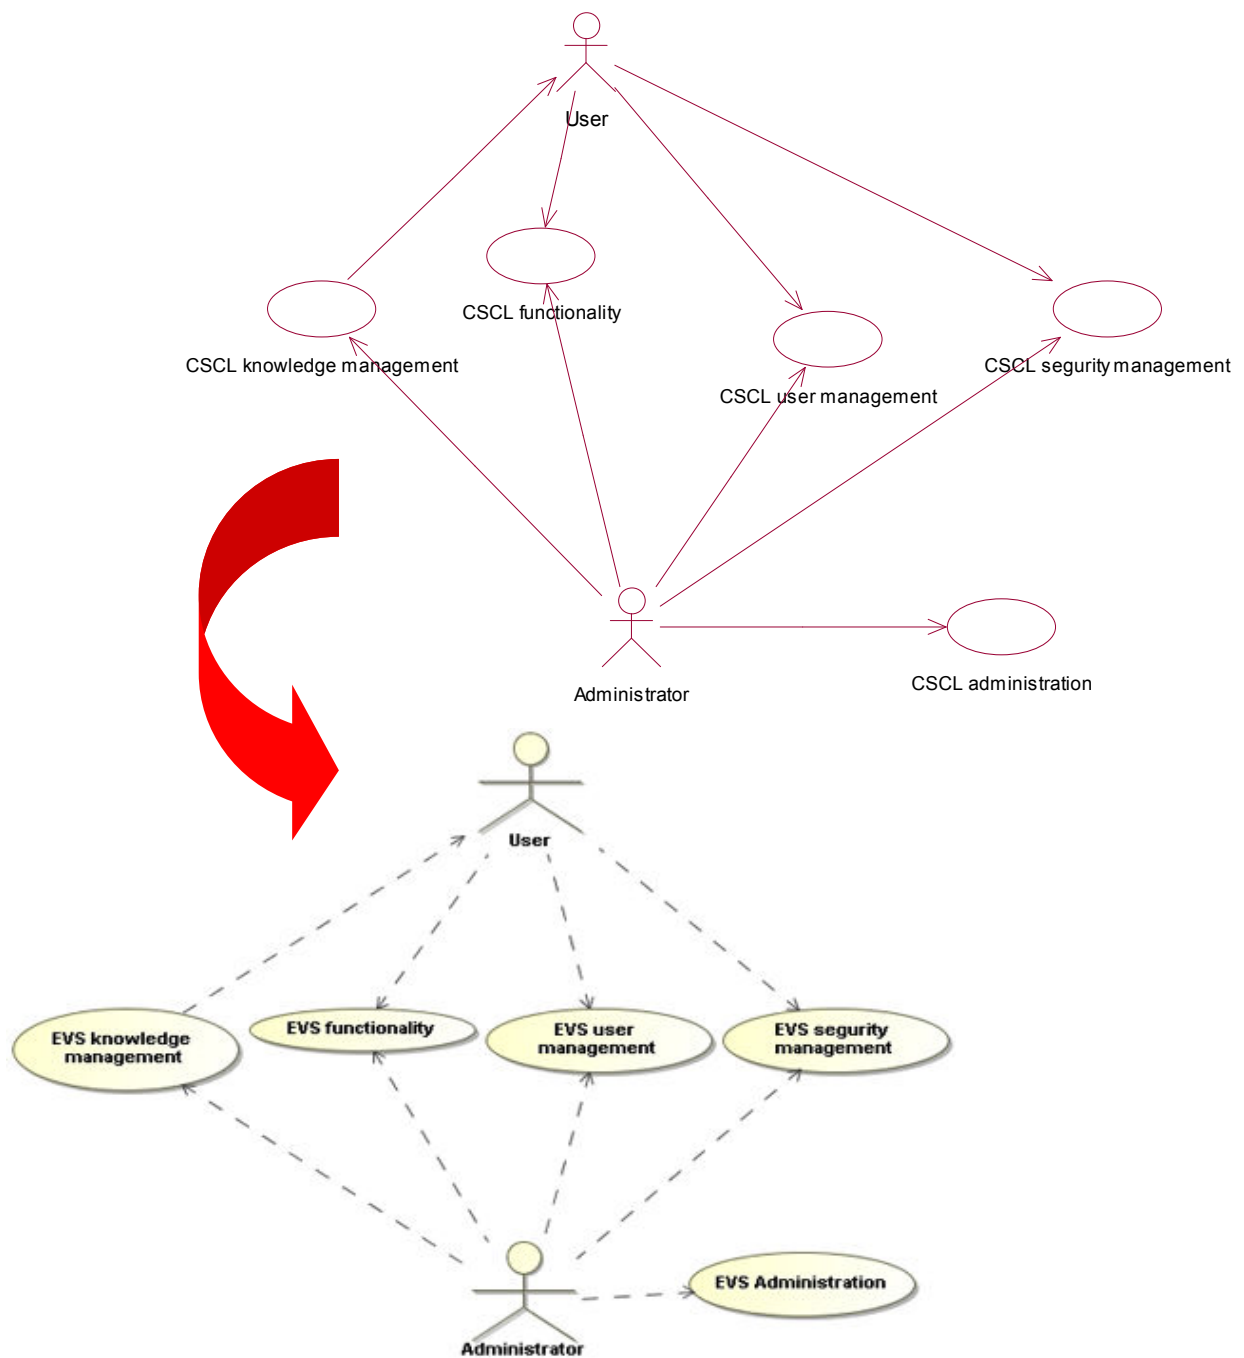 User
CSCL functionality
CSCL knowledge management
CSCL segurity management
CSCL user management
CSCL administration
Administrator
User
EVS knowledge
management
EVS functionality
EVS user
management
EVS segurity
management
EVS Administration
Administrator